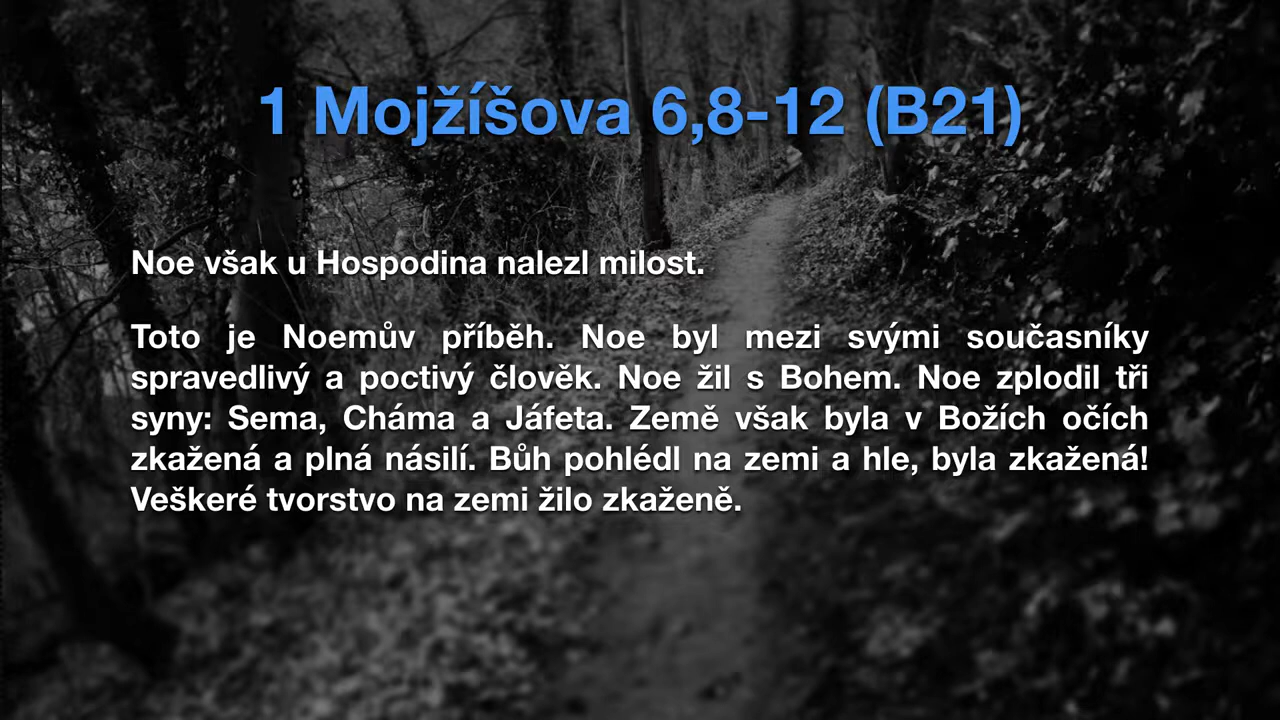 1 Mojžíšova 6,8-12 (B21)
Noe však u Hospodina nalezl milost.
Toto je Noemův příběh. Noe byl mezi svými současníky
spravedlivý a poctivý člověk. Noe žil s Bohem. Noe zplodil tři
syny: Sema, Cháma a Jáfeta. Země však byla v Božích očích
zkažená a plná násilí. Bůh pohlédl na zemi a hle, byla zkažená!
Veškeré tvorstvo na zemi žilo zkaženě.